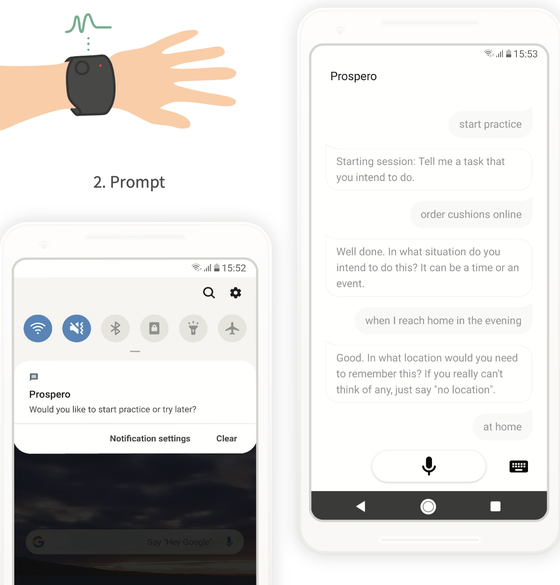 2. Prompt
15:52
Prospero
Would you like to start practice or try later?
Notification settings
Clear
G
Say "Hey Google"
15:53
Prospero
start practice
Starting session: Tell me a task that
you intend to do.
order cushions online
Well done. In what situation do you
intend to do this? It can be a time or an
event.
when I reach home in the evening
Good. In what location would you need
to remember this? If you really can't
think of any, just say "no location".
at home